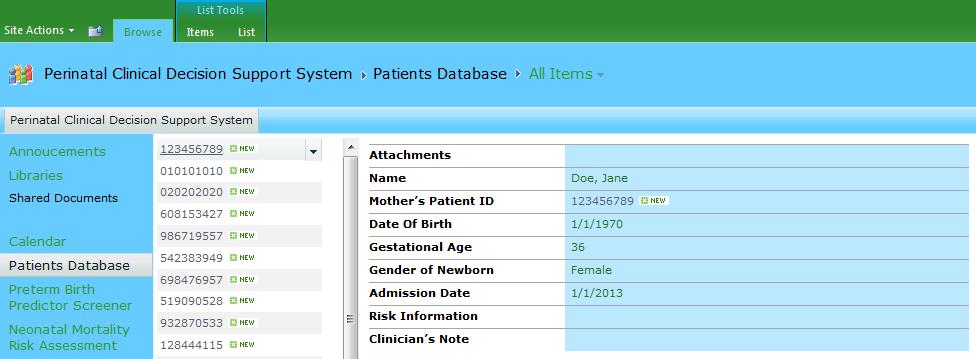 List Tools
Site Actions Browse Items List
Perinatal Clinical Decision Support System Patients Database All Items
Perinatal Clinical Decision Support System
Annoucements
Libraries
Shared Documents
Calendar
Patients Database
Preterm Birth
Predictor Screener
Neonatal Mortality
Risk Assessment
123456789 NEW
010101010 NEW
020202020 NEW
608153427 NEW
986719557 NEW
542383949 NEW
698476957 NEW
519090528 NEW
932870533 NEW
128444115 NEW
Attachments
Name Doe, Jane
Mother's Patient ID 123456789 NEW
Date Of Birth 1/1/1970
Gestational Age 36
Gender of Newborn Female
Admission Date 1/1/2013
Risk Information
Clinician's Note